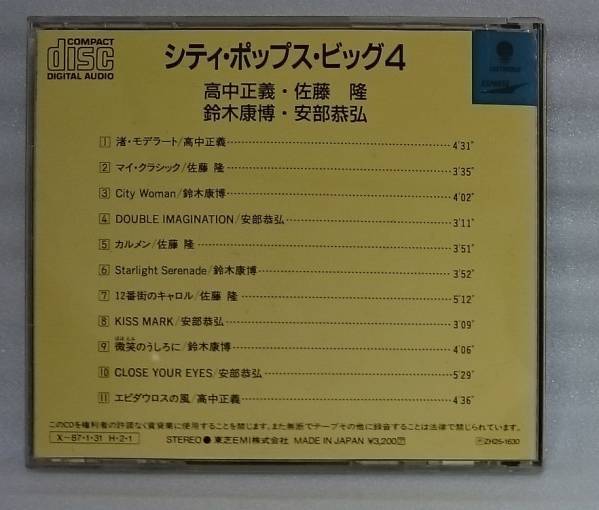 COMPACT
disc
DIGITAL AUDIO
シティ・ポップス・ビッグ4
高中正義・佐藤 隆
鈴木康博・安部恭弘
1 渚・モデラート/高中正義 4'31"
2 マイ・クラシック/佐藤 隆 3'35"
3 City Woman/鈴木康博 4'02"
4 DOUBLE IMAGINATION/安部恭弘 3'11"
5 カルメン/佐藤 隆 3'51"
6 Starlight Serenade/鈴木康博 3'52"
7 12番街のキャロル/佐藤 隆 5'12"
8 KISS MARK/安部恭弘 3'09"
ほほえみ
9 微笑のうしろに/鈴木康博 4'06"
10 CLOSE YOUR EYES/安部恭弘 5'29"
11 エピダウロスの風/高中正義 4'36"
このCDを権利者の許諾なく賃貸業に使用することを禁じます。また無断でテープその他に録音することは法律で禁じられています。
X-87・1・31 H-2・1
STEREO ● 東芝EMI株式会社 MADE IN JAPAN ¥3,200
ZH25-1630